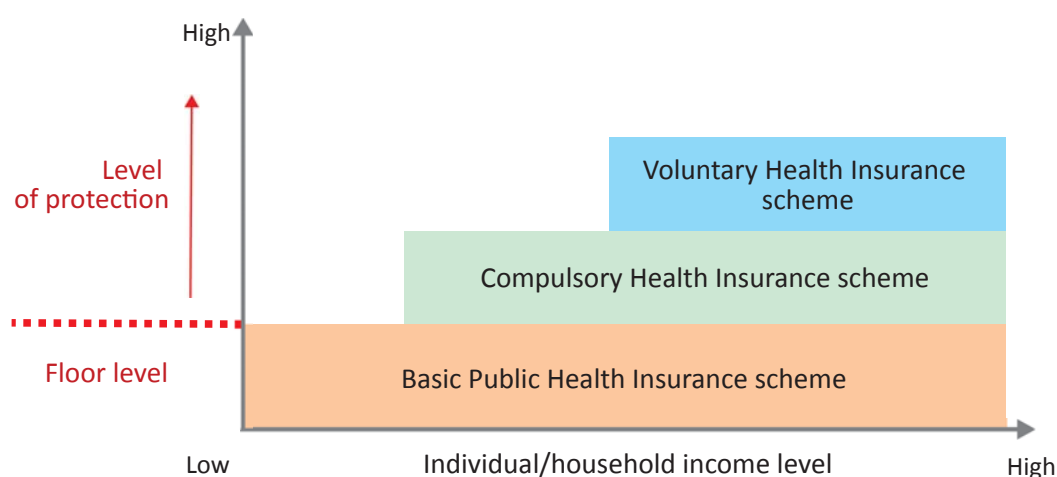 High
Level
of protection
Voluntary Health Insurance
scheme
Compulsory Health Insurance scheme
Floor level
Basic Public Health Insurance scheme
Low
Individual/household income level
High